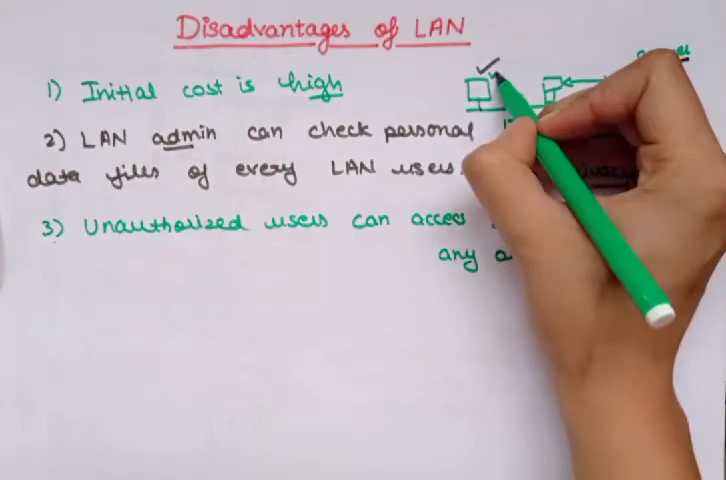 Disadvantages of LAN
1) Initial cost is high
2) LAN admin can check personal
data files of every LAN users.
3) Unauthorized users can access
any